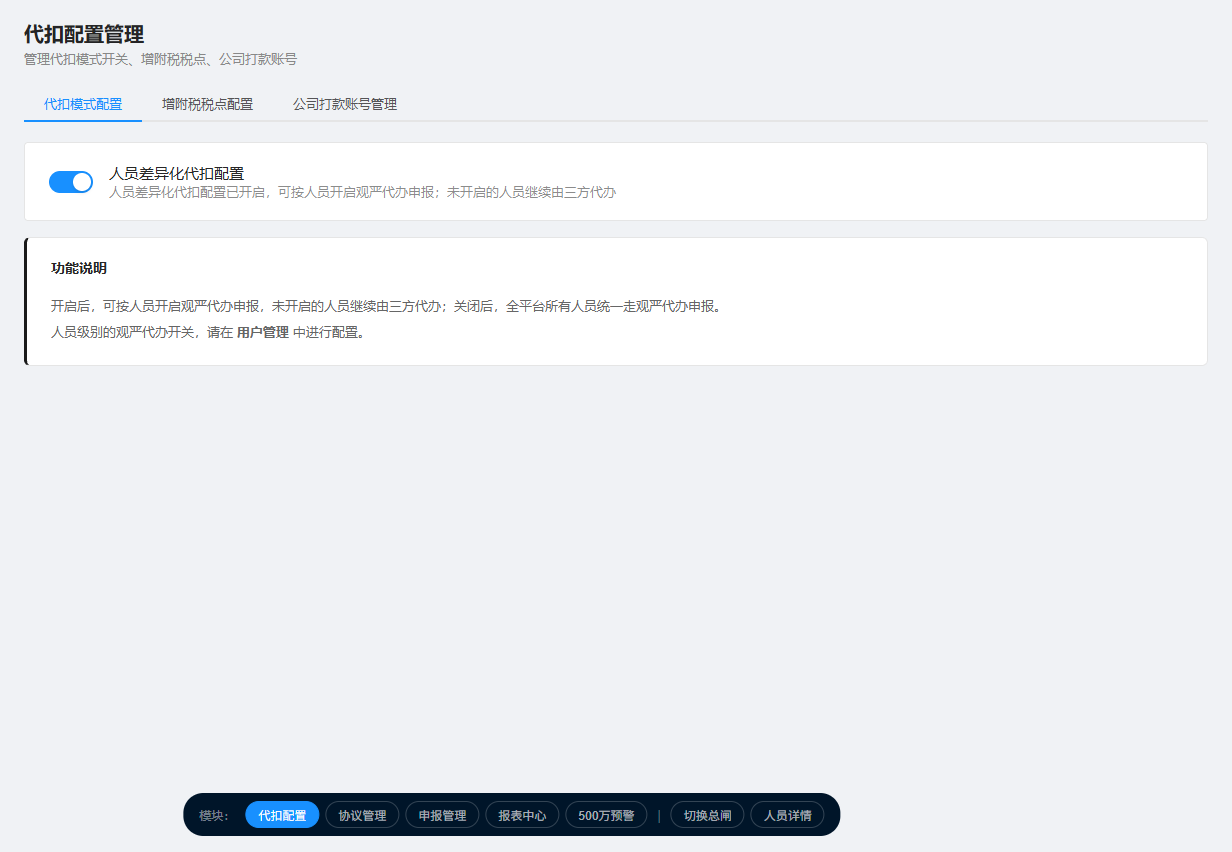 代扣配置管理
管理代扣模式开关、增附税税点、公司打款账号
代扣模式配置 增附税税点配置 公司打款账号管理
人员差异化代扣配置
人员差异化代扣配置已开启，可按人员开启观严代办申报；未开启的人员继续由三方代办
功能说明
开启后，可按人员开启观严代办申报，未开启的人员继续由三方代办；关闭后，全平台所有人员统一走观严代办申报。
人员级别的观严代办开关，请在 用户管理 中进行配置。
模块： 代扣配置 协议管理 申报管理 报表中心 500万预警 | 切换总闸 人员详情